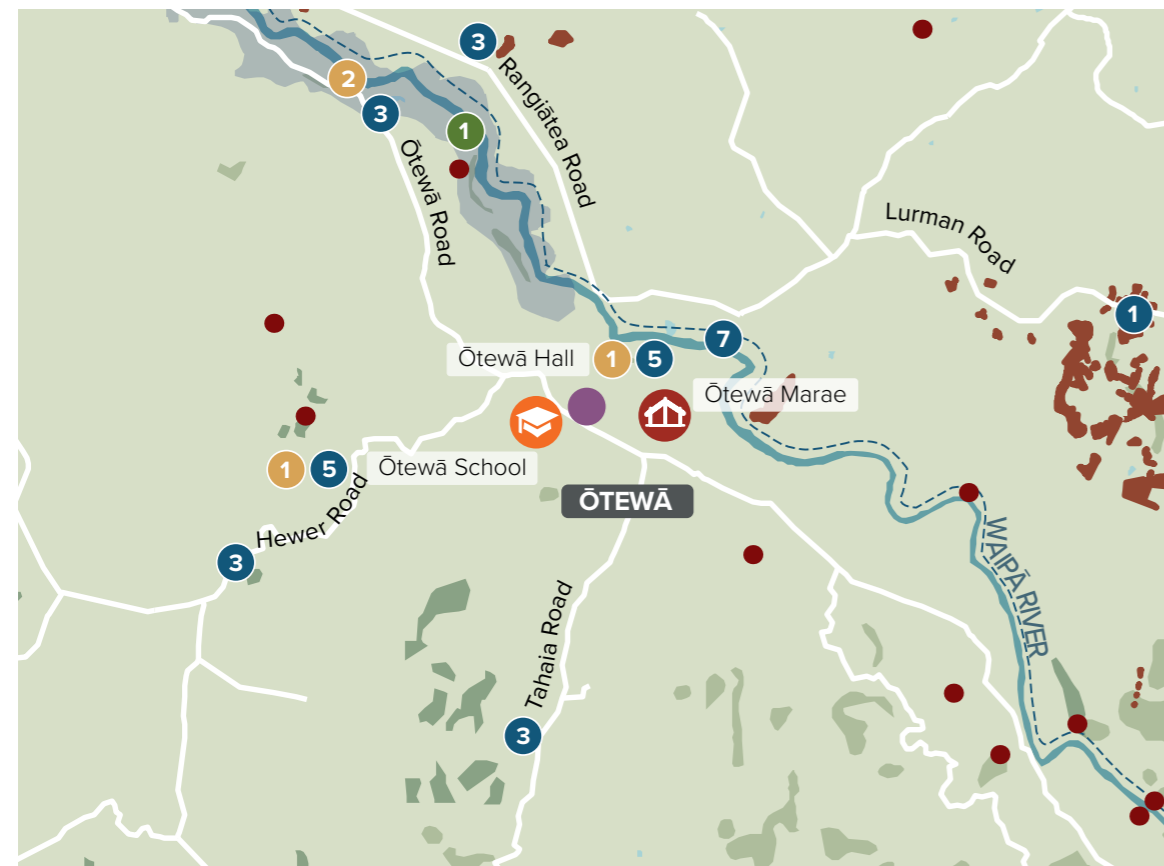 3
2
3
1
Rangiātea Road
Ōtewā Road
Lurman Road
1
7
Ōtewā Hall
1
5
Ōtewā Marae
1
5
Ōtewā School
ŌTEWĀ
Hewer Road
3
WAIPĀ RIVER
Tahaia Road
3